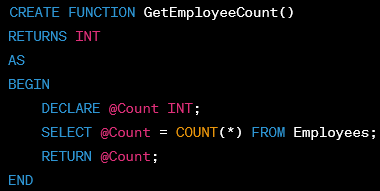 CREATE FUNCTION GetEmployeeCount()
RETURNS INT
AS
BEGIN
    DECLARE @Count INT;
    SELECT @Count = COUNT(*) FROM Employees;
    RETURN @Count;
END